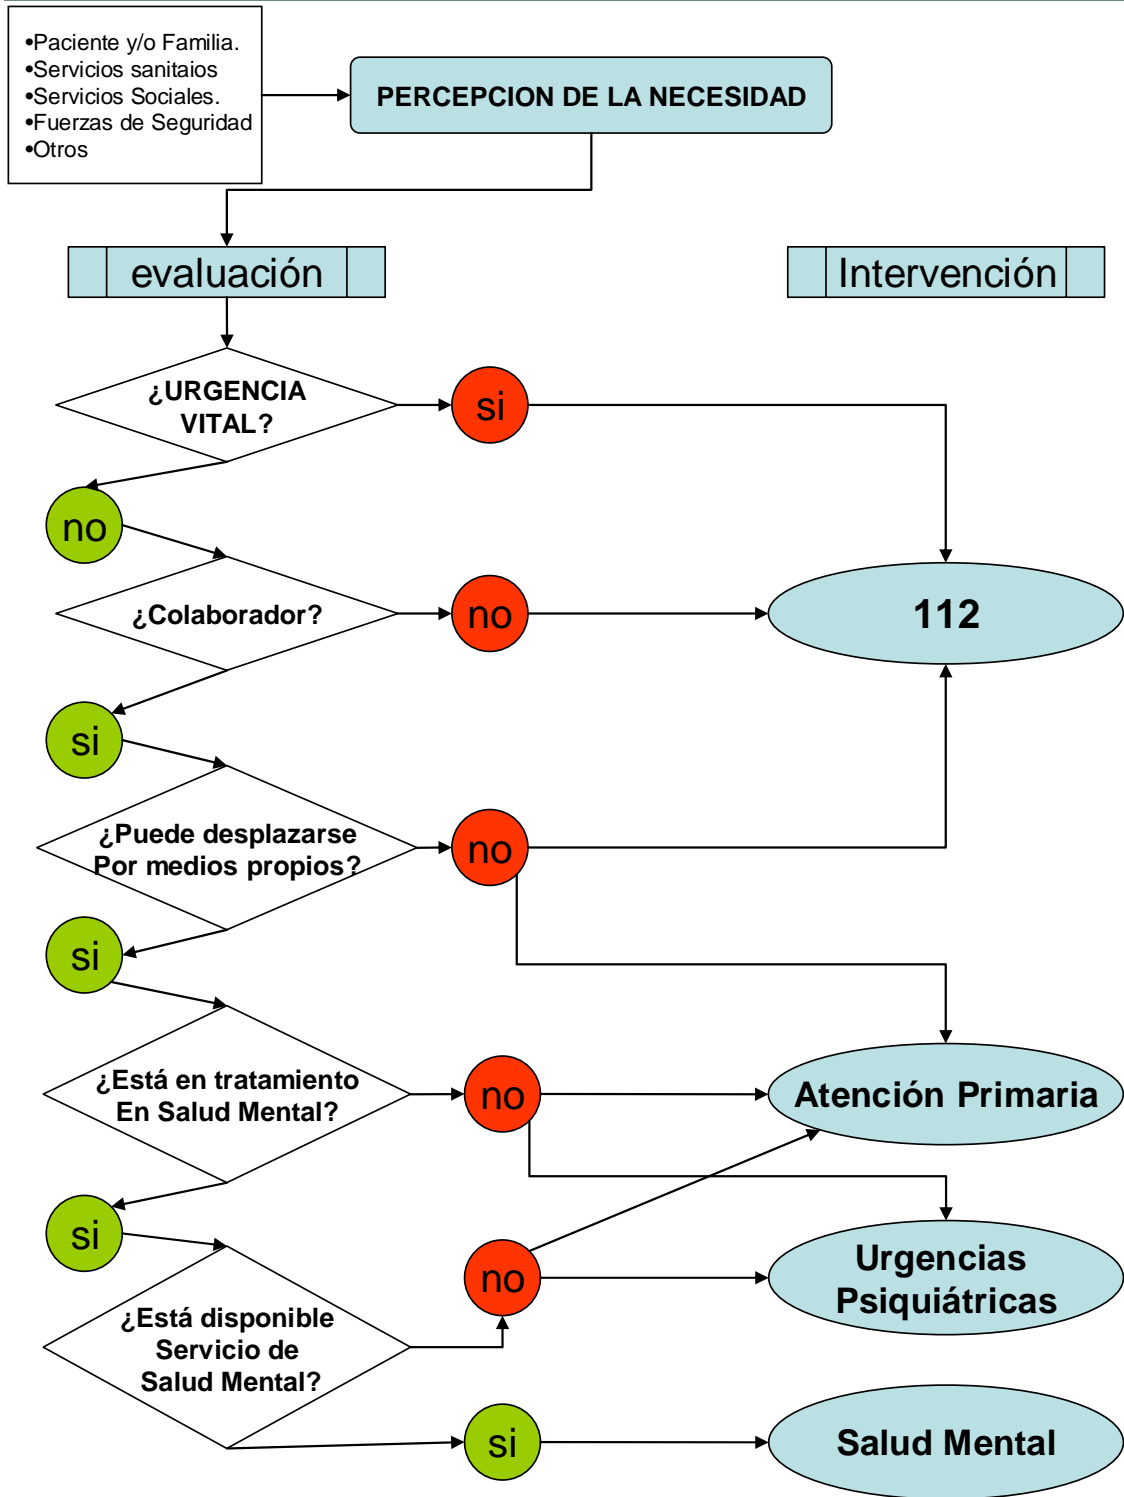 •Paciente y/o Familia.
•Servicios sanitaios
•Servicios Sociales.
•Fuerzas de Seguridad
•Otros
PERCEPCION DE LA NECESIDAD
evaluación
Intervención
¿URGENCIA
VITAL?
si
no
¿Colaborador?
no
112
si
¿Puede desplazarse
Por medios propios?
no
si
¿Está en tratamiento
En Salud Mental?
no
Atención Primaria
si
¿Está disponible
Servicio de
Salud Mental?
no
Urgencias
Psiquiátricas
si
Salud Mental